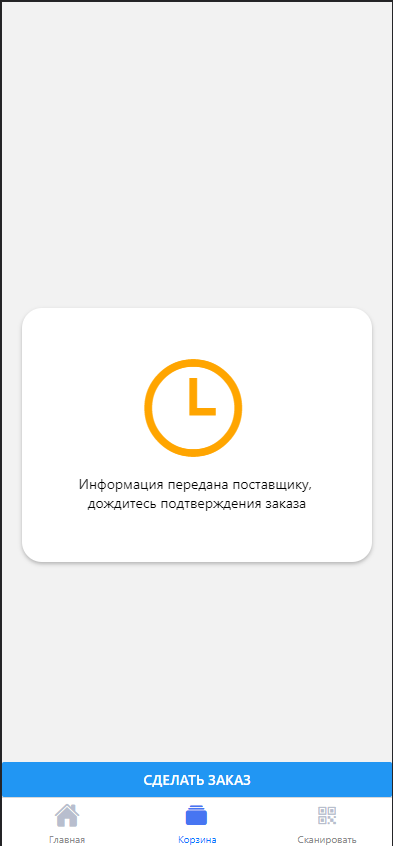 Информация передана поставщику,
дождитесь подтверждения заказа
СДЕЛАТЬ ЗАКАЗ
Главная
Корзина
Сканировать